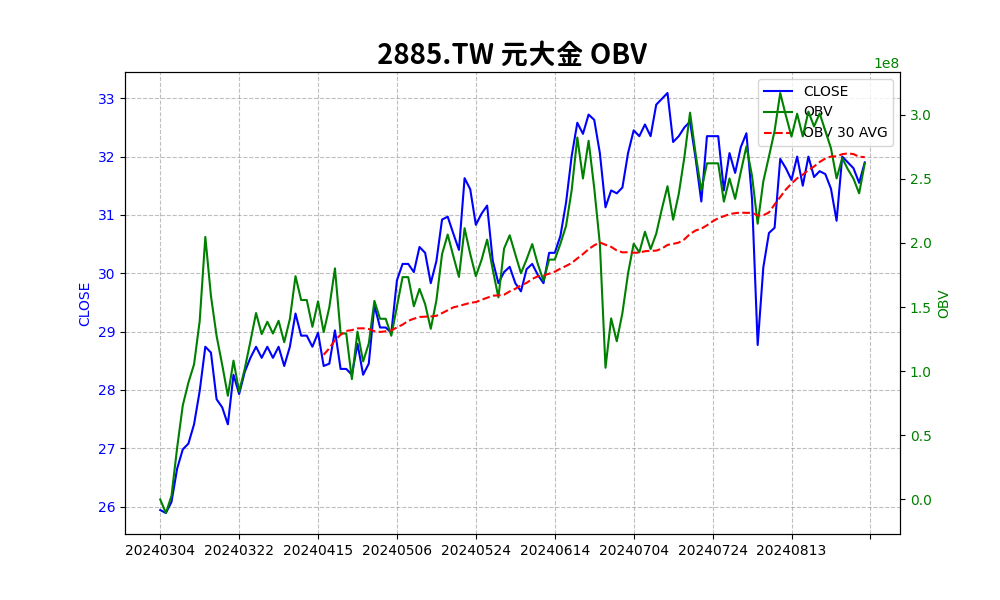 2885.TW 元大金 OBV
1e8
CLOSE
OBV
OBV 30 AVG
33
32
31
30
29
28
27
26
CLOSE
3.0
2.5
2.0
1.5
1.0
0.5
0.0
OBV
20240304 20240322 20240415 20240506 20240524 20240614 20240704 20240724 20240813